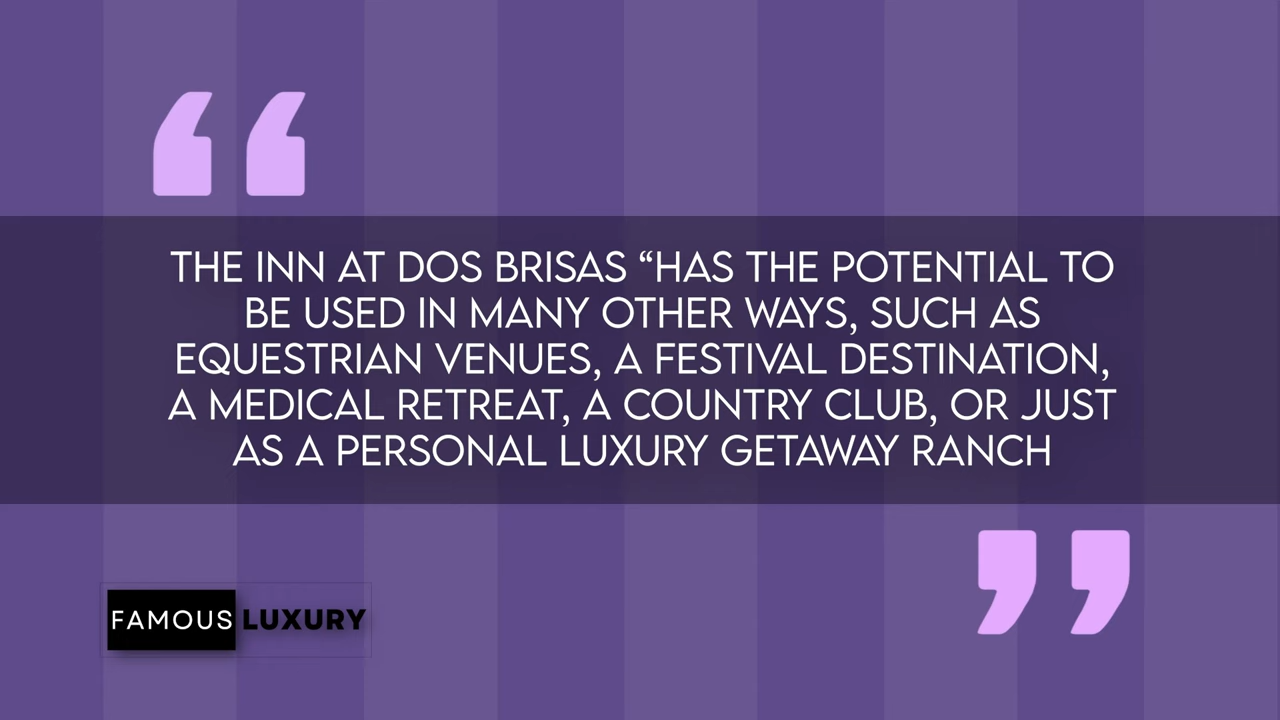 THE INN AT DOS BRISAS “HAS THE POTENTIAL TO
BE USED IN MANY OTHER WAYS, SUCH AS
EQUESTRIAN VENUES, A FESTIVAL DESTINATION,
A MEDICAL RETREAT, A COUNTRY CLUB, OR JUST
AS A PERSONAL LUXURY GETAWAY RANCH
FAMOUS LUXURY